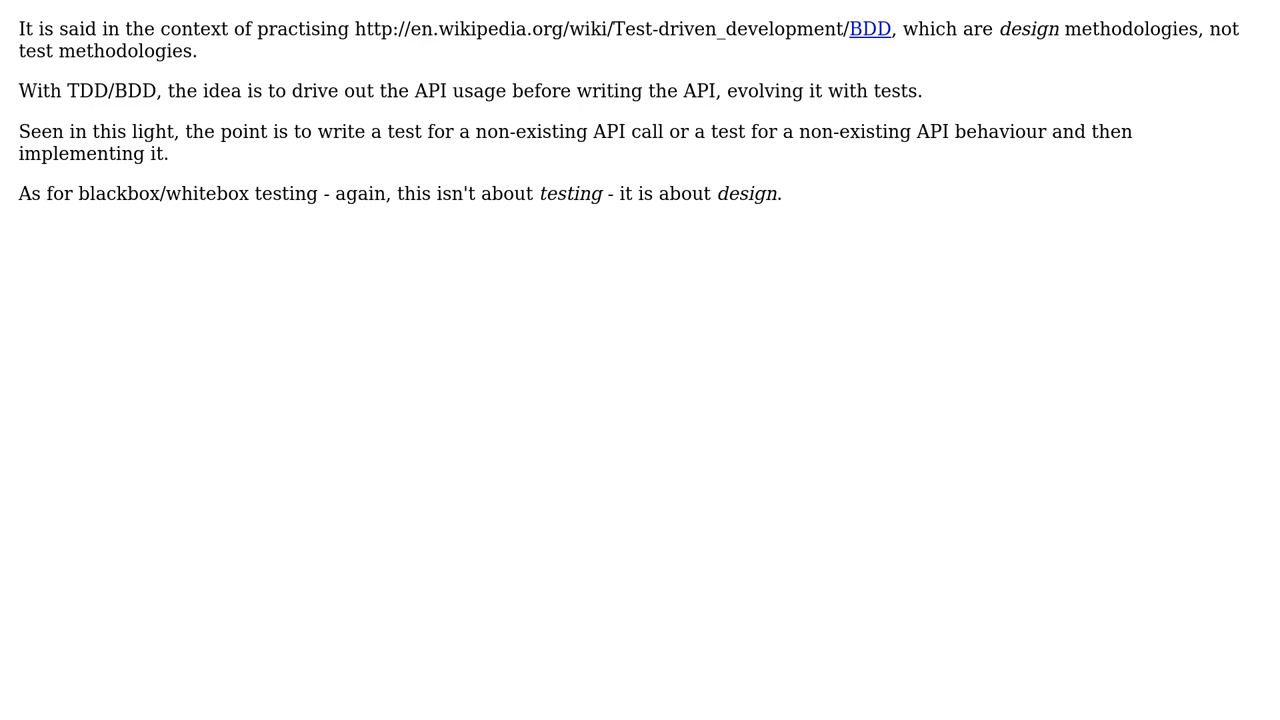 It is said in the context of practising http://en.wikipedia.org/wiki/Test-driven_development/BDD, which are design methodologies, not
test methodologies.
With TDD/BDD, the idea is to drive out the API usage before writing the API, evolving it with tests.
Seen in this light, the point is to write a test for a non-existing API call or a test for a non-existing API behaviour and then
implementing it.
As for blackbox/whitebox testing - again, this isn't about testing - it is about design.